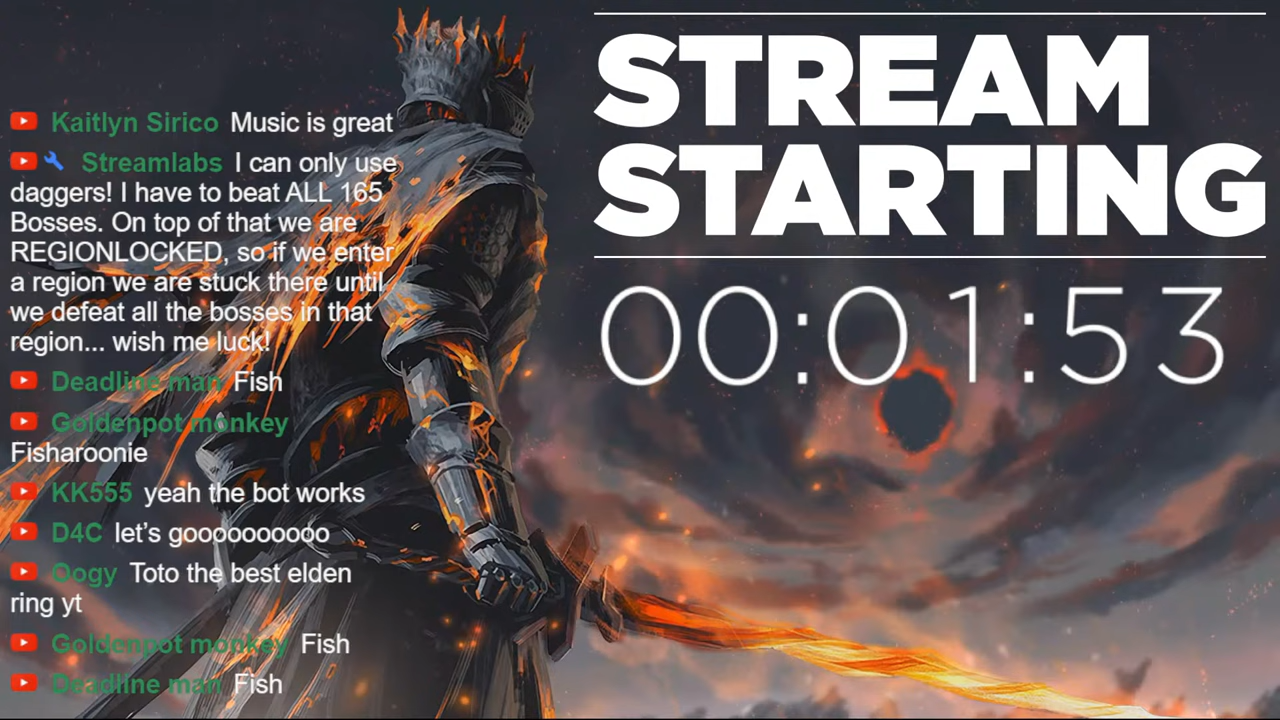 Kaitlyn Sirico Music is great
Streamlabs I can only use
daggers! I have to beat ALL 165
Bosses. On top of that we are
REGIONLOCKED, so if we enter
a region we are stuck there until
we defeat all the bosses in that
region... wish me luck!
Deadline man Fish
Goldenpot monkey
Fisharoonie
KK555 yeah the bot works
D4C let’s goooooooooo
Oogy Toto the best elden
ring yt
Goldenpot monkey Fish
Deadline man Fish
STREAM
STARTING
00:01:53